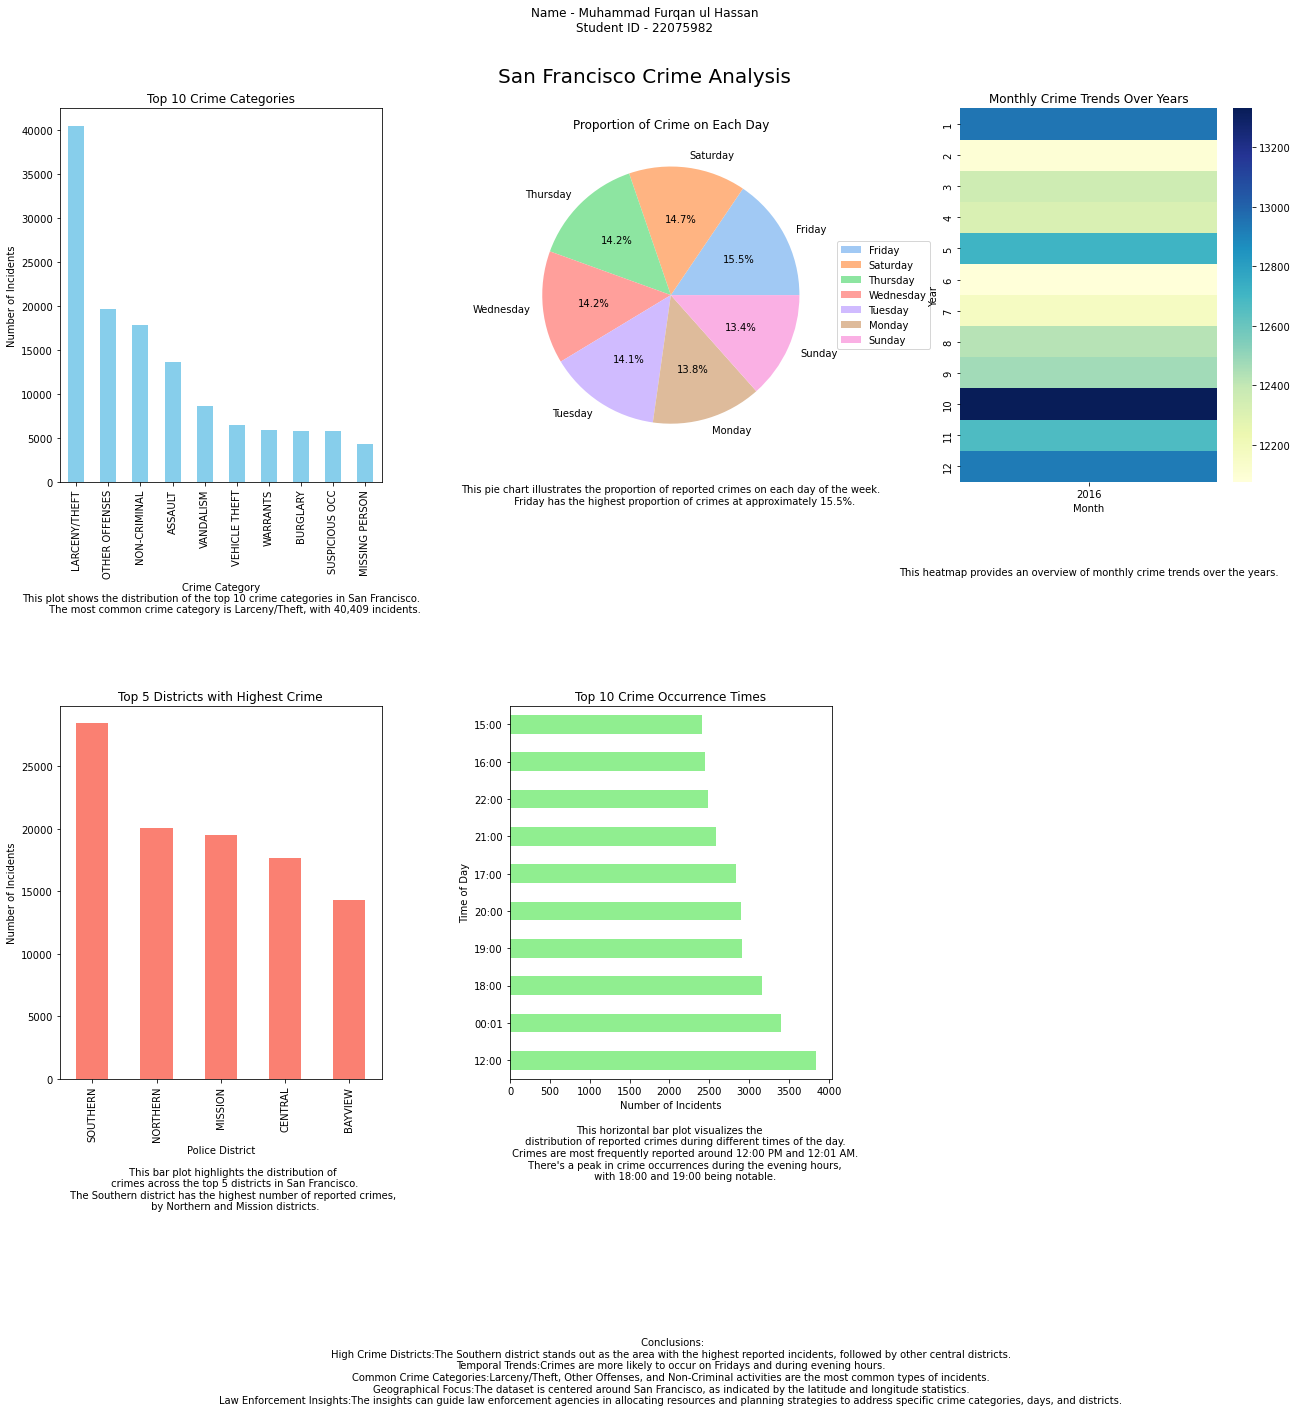 Name - Muhammad Furqan ul Hassan
Student ID - 22075982
San Francisco Crime Analysis
Top 10 Crime Categories
Number of Incidents
40000
35000
30000
25000
20000
15000
10000
5000
0
LARCENY/THEFT
OTHER OFFENSES
NON-CRIMINAL
ASSAULT
VANDALISM
VEHICLE THEFT
WARRANTS
BURGLARY
SUSPICIOUS OCC
MISSING PERSON
Crime Category
This plot shows the distribution of the top 10 crime categories in San Francisco.
The most common crime category is Larceny/Theft, with 40,409 incidents.
Proportion of Crime on Each Day
Friday
15.5%
Saturday
14.7%
Thursday
14.2%
Wednesday
14.2%
Tuesday
14.1%
Monday
13.8%
Sunday
13.4%
Friday
Saturday
Thursday
Wednesday
Tuesday
Monday
Sunday
This pie chart illustrates the proportion of reported crimes on each day of the week.
Friday has the highest proportion of crimes at approximately 15.5%.
Monthly Crime Trends Over Years
Year
1
2
3
4
5
6
7
8
9
10
11
12
2016
Month
13200
13000
12800
12600
12400
12200
This heatmap provides an overview of monthly crime trends over the years.
Top 5 Districts with Highest Crime
Number of Incidents
25000
20000
15000
10000
5000
0
SOUTHERN
NORTHERN
MISSION
CENTRAL
BAYVIEW
Police District
This bar plot highlights the distribution of
crimes across the top 5 districts in San Francisco.
The Southern district has the highest number of reported crimes,
by Northern and Mission districts.
Top 10 Crime Occurrence Times
Time of Day
15:00
16:00
22:00
21:00
17:00
20:00
19:00
18:00
00:01
12:00
0
500
1000
1500
2000
2500
3000
3500
4000
Number of Incidents
This horizontal bar plot visualizes the
distribution of reported crimes during different times of the day.
Crimes are most frequently reported around 12:00 PM and 12:01 AM.
There's a peak in crime occurrences during the evening hours,
with 18:00 and 19:00 being notable.
Conclusions:
High Crime Districts:The Southern district stands out as the area with the highest reported incidents, followed by other central districts.
Temporal Trends:Crimes are more likely to occur on Fridays and during evening hours.
Common Crime Categories:Larceny/Theft, Other Offenses, and Non-Criminal activities are the most common types of incidents.
Geographical Focus:The dataset is centered around San Francisco, as indicated by the latitude and longitude statistics.
Law Enforcement Insights:The insights can guide law enforcement agencies in allocating resources and planning strategies to address specific crime categories, days, and districts.